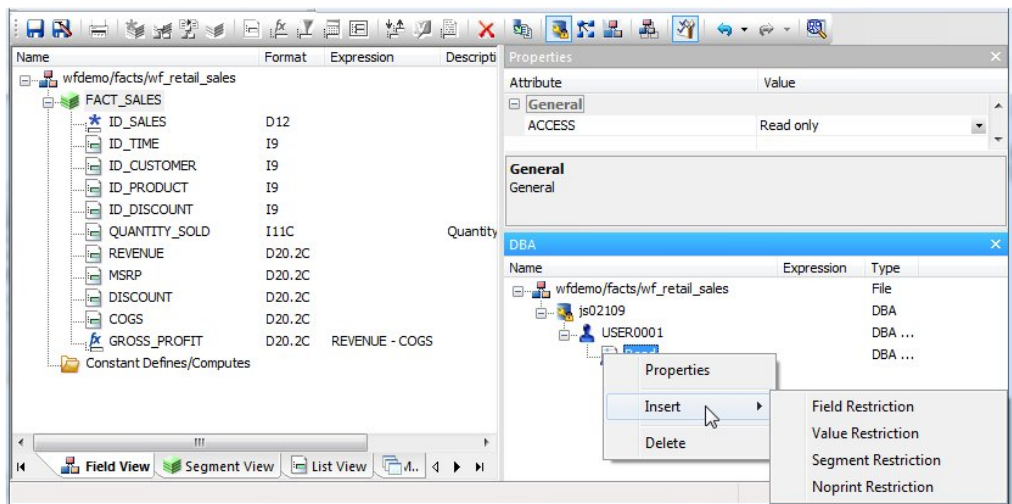 Name Format Expression Descripti
wfdemo/facts/wf_retail_sales
FACT_SALES
ID_SALES D12
ID_TIME I9
ID_CUSTOMER I9
ID_PRODUCT I9
ID_DISCOUNT I9
QUANTITY_SOLD I11C Quantity
REVENUE D20.2C
MSRP D20.2C
DISCOUNT D20.2C
COGS D20.2C
GROSS_PROFIT D20.2C REVENUE - COGS
Constant Defines/Computes
Field View Segment View List View
Properties
Attribute Value
General
ACCESS Read only
General
General
DBA
Name Expression Type
wfdemo/facts/wf_retail_sales File
js02109 DBA
USER0001 DBA ...
DBA ...
Properties
Insert
Delete
Field Restriction
Value Restriction
Segment Restriction
Noprint Restriction